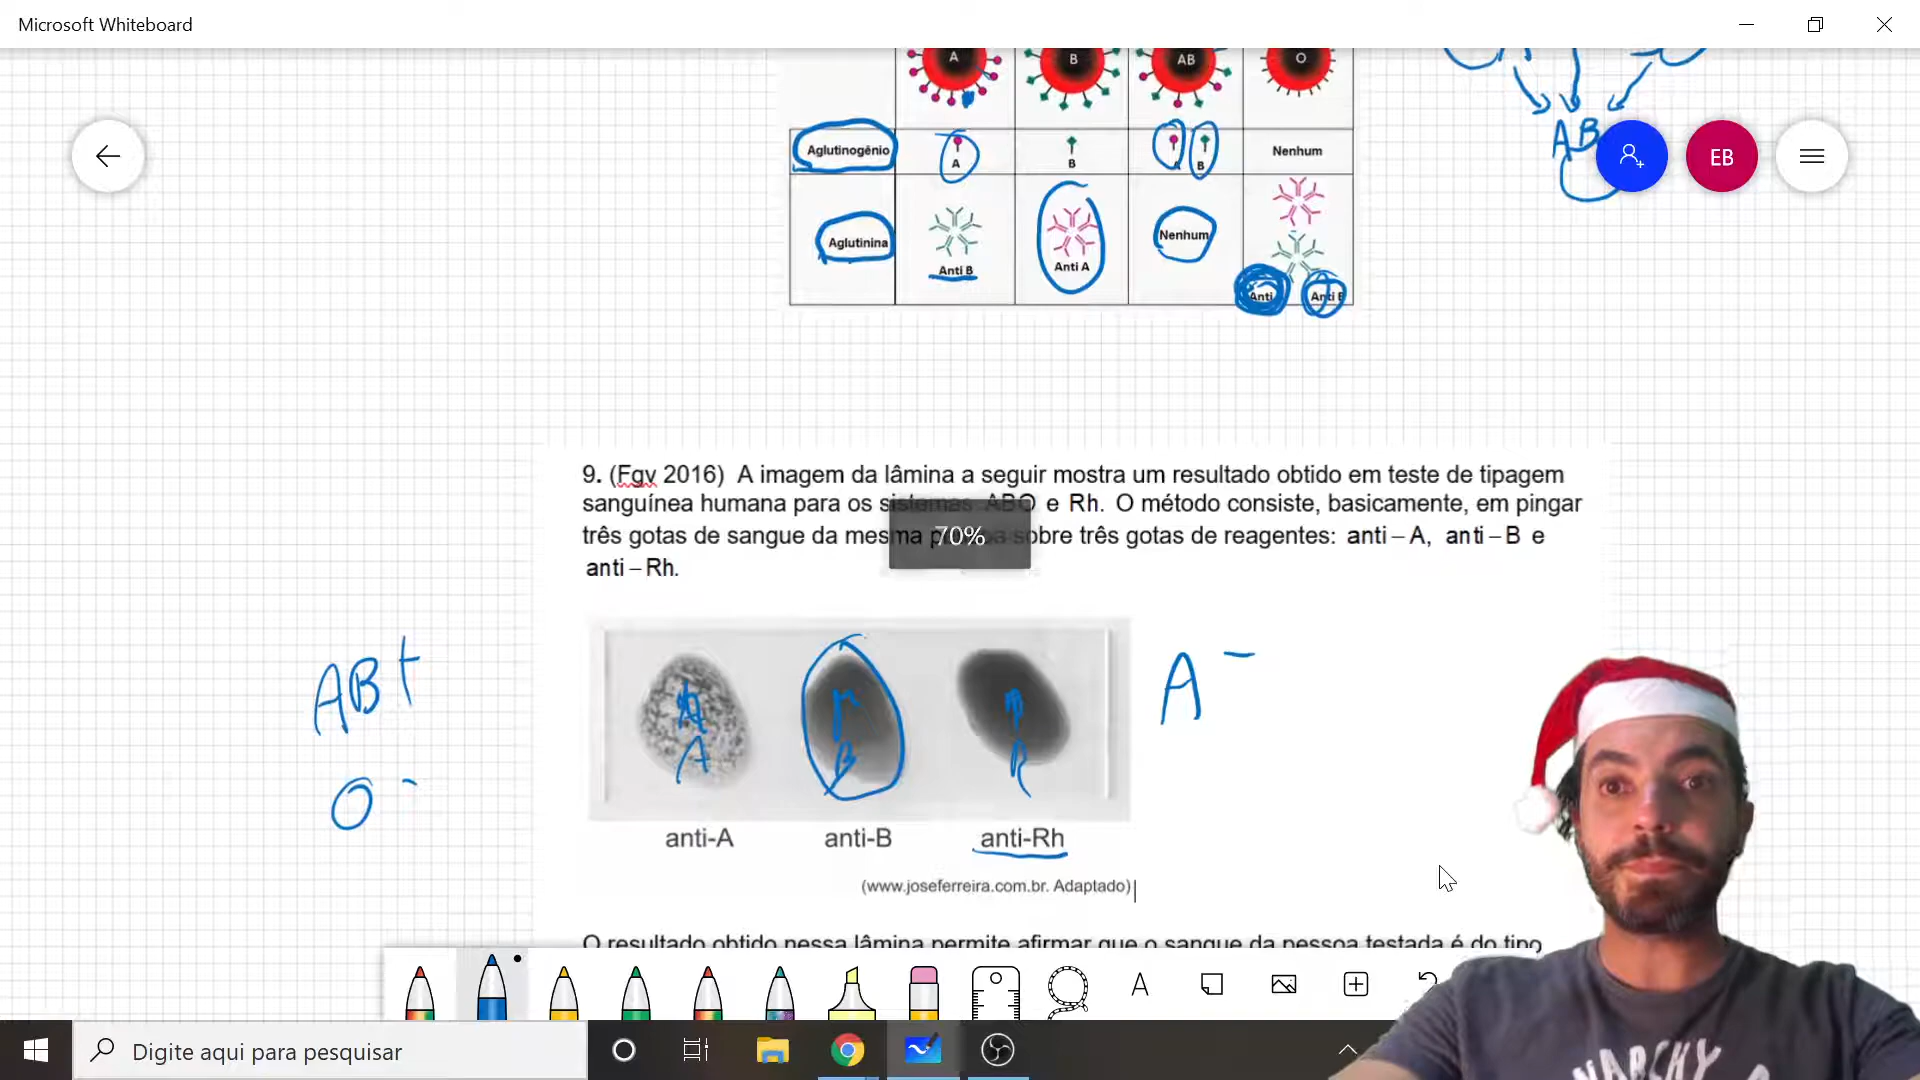 Microsoft Whiteboard
A B AB O
EB
AB
Aglutinogênio A B A B Nenhum
Aglutinina Anti B Anti A Nenhum
Anti Anti B
9. (Fgv 2016) A imagem da lâmina a seguir mostra um resultado obtido em teste de tipagem
sanguínea humana para os sistemas ABO e Rh. O método consiste, basicamente, em pingar
três gotas de sangue da mesma sobre três gotas de reagentes: anti – A, anti – B e
70%
anti – Rh.
AB+
A B R
A –
O -
anti-A anti-B anti-Rh
(www.joseferreira.com.br. Adaptado)
O resultado obtido nessa lâmina permite afirmar que o sangue da pessoa testada é do tipo
Digite aqui para pesquisar